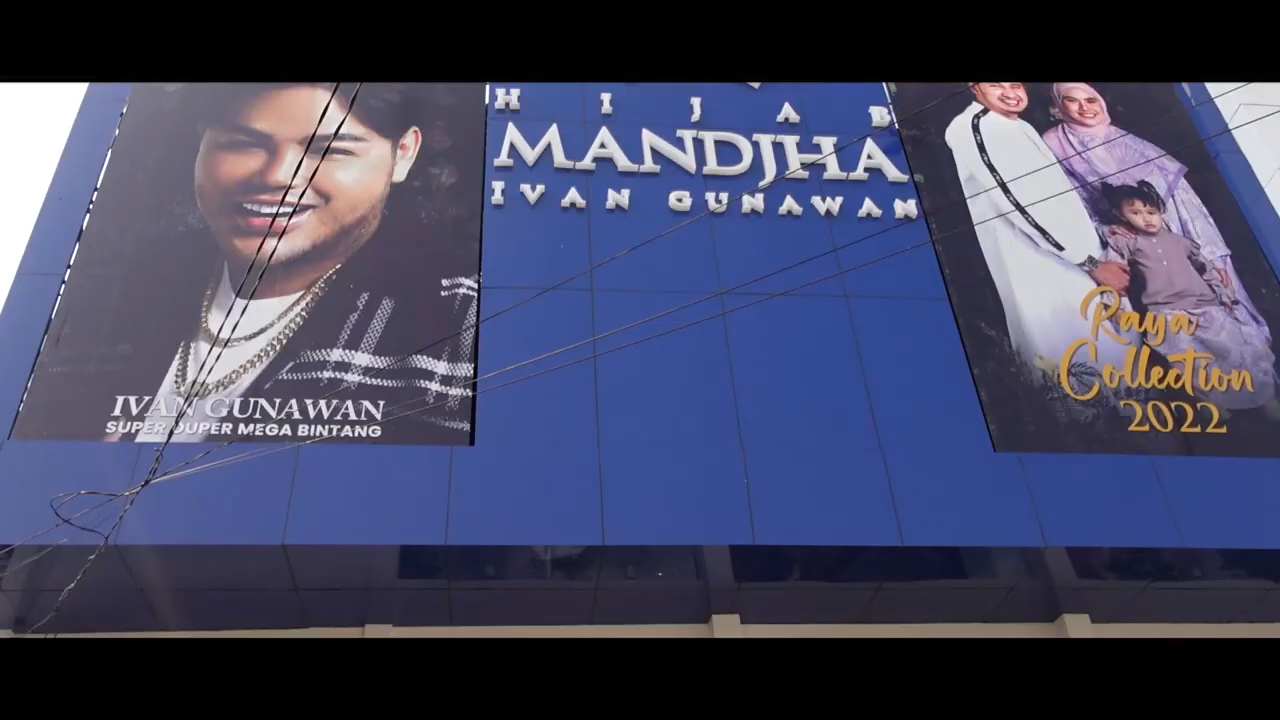 HIJAB
MANDJHA
IVAN GUNAWAN
IVAN GUNAWAN
SUPER DUPER MEGA BINTANG
Raya
Collection
2022